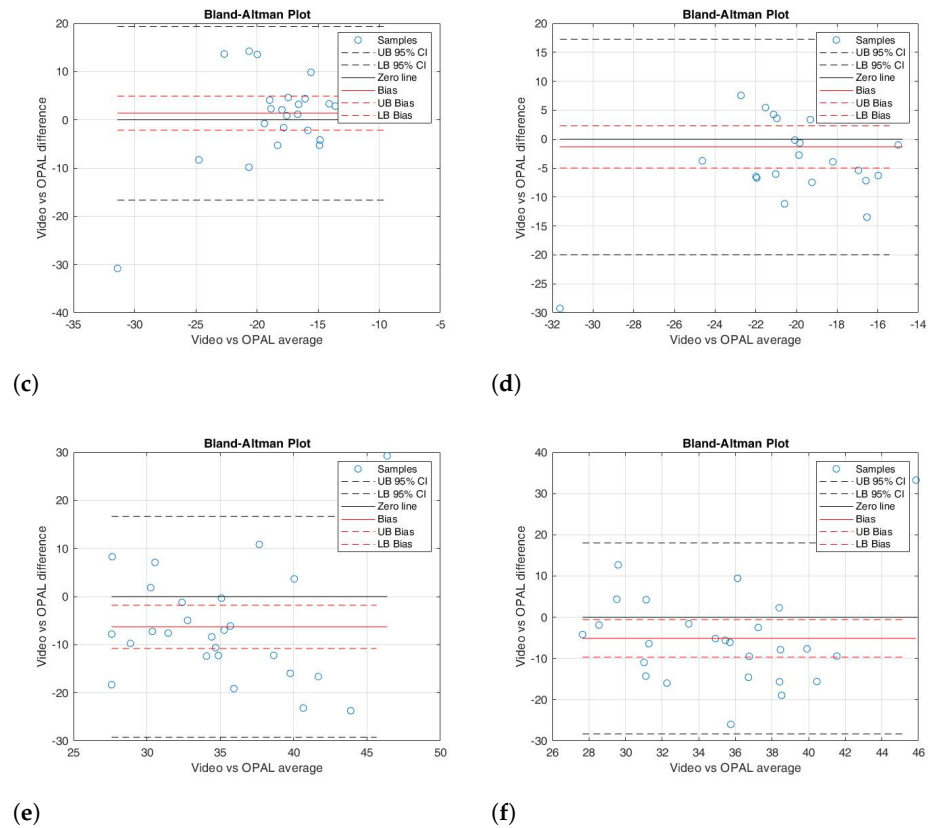 Bland-Altman Plot
Video vs OPAL difference
20
10
0
-10
-20
-30
-40
-35
-30
-25
-20
-15
-10
-5
Video vs OPAL average
Samples
UB 95% CI
LB 95% CI
Zero line
Bias
UB Bias
LB Bias
(c)
Bland-Altman Plot
Video vs OPAL difference
20
15
10
5
0
-5
-10
-15
-20
-25
-30
-32
-30
-28
-26
-24
-22
-20
-18
-16
-14
Video vs OPAL average
Samples
UB 95% CI
LB 95% CI
Zero line
Bias
UB Bias
LB Bias
(d)
Bland-Altman Plot
Video vs OPAL difference
30
20
10
0
-10
-20
-30
25
30
35
40
45
50
Video vs OPAL average
Samples
UB 95% CI
LB 95% CI
Zero line
Bias
UB Bias
LB Bias
(e)
Bland-Altman Plot
Video vs OPAL difference
40
30
20
10
0
-10
-20
-30
26
28
30
32
34
36
38
40
42
44
46
Video vs OPAL average
Samples
UB 95% CI
LB 95% CI
Zero line
Bias
UB Bias
LB Bias
(f)